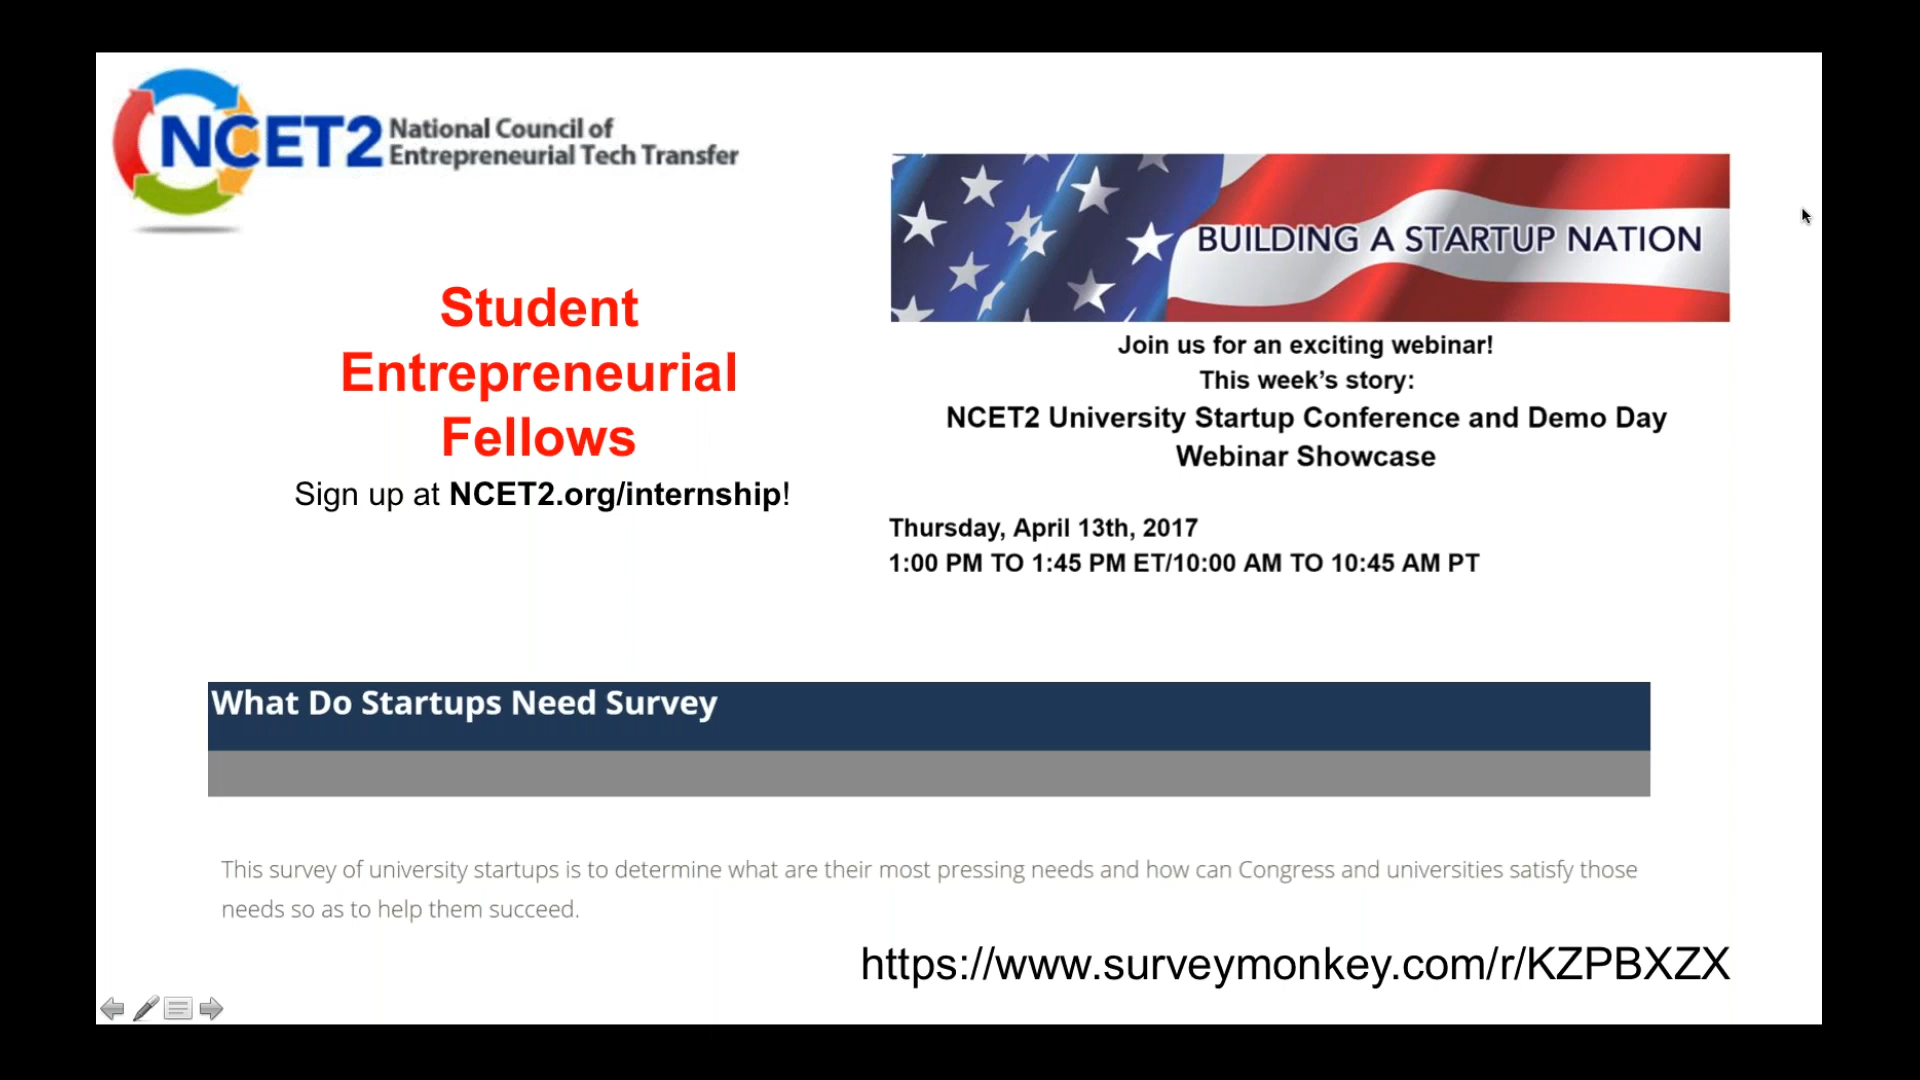 NCET2 National Council of
Entrepreneurial Tech Transfer
Student
Entrepreneurial
Fellows
Sign up at NCET2.org/internship!
BUILDING A STARTUP NATION
Join us for an exciting webinar!
This week’s story:
NCET2 University Startup Conference and Demo Day
Webinar Showcase
Thursday, April 13th, 2017
1:00 PM TO 1:45 PM ET/10:00 AM TO 10:45 AM PT
What Do Startups Need Survey
This survey of university startups is to determine what are their most pressing needs and how can Congress and universities satisfy those
needs so as to help them succeed.
https://www.surveymonkey.com/r/KZPBXZX